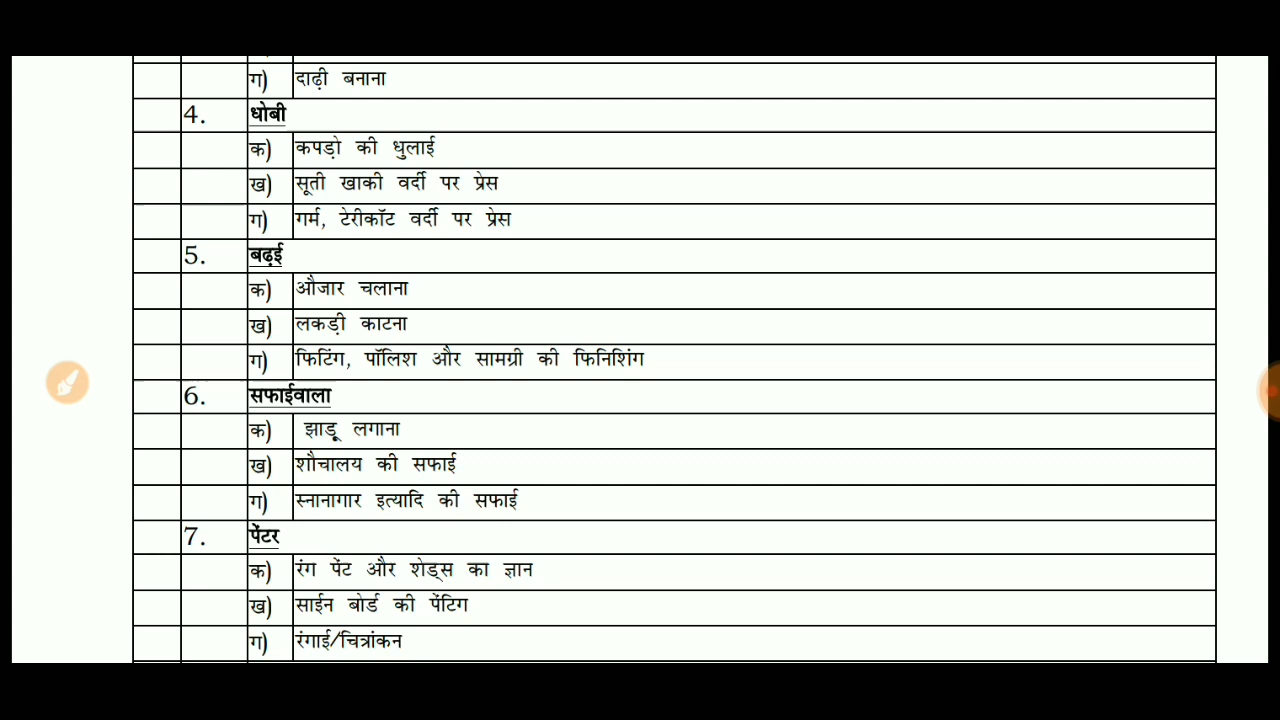 ग) दाढ़ी बनाना
4. धोबी
क) कपड़ो की धुलाई
ख) सूती खाकी वर्दी पर प्रेस
ग) गर्म, टेरीकॉट वर्दी पर प्रेस
5. बढ़ई
क) औजार चलाना
ख) लकड़ी काटना
ग) फिटिंग, पॉलिश और सामग्री की फिनिशिंग
6. सफाईवाला
क) झाड़ू लगाना
ख) शौचालय की सफाई
ग) स्नानागार इत्यादि की सफाई
7. पेंटर
क) रंग पेंट और शेड्स का ज्ञान
ख) साईन बोर्ड की पेंटिग
ग) रंगाई/चित्रांकन